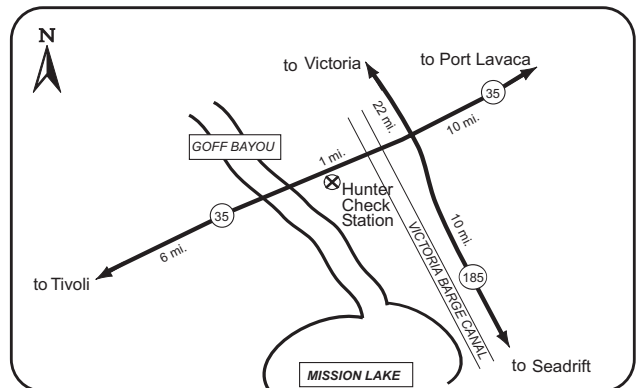 N
to Victoria
to Port Lavaca
35
22 mi.
10 mi.
GOFF BAYOU
1 mi.
Hunter
Check
Station
35
6 mi.
10 mi.
VICTORIA BARGE CANAL
to Tivoli
185
to Seadrift
MISSION LAKE